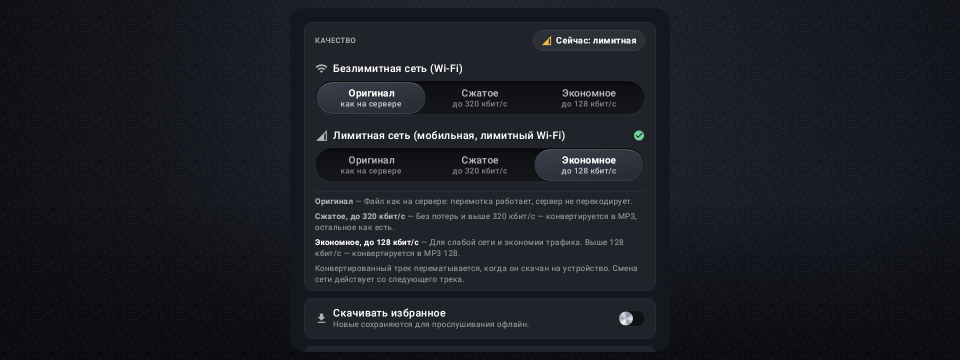 КАЧЕСТВО
Сейчас: лимитная
Безлимитная сеть (Wi-Fi)
Оригинал Сжатое Экономное
как на сервере до 320 кбит/с до 128 кбит/с
Лимитная сеть (мобильная, лимитный Wi-Fi)
Оригинал Сжатое Экономное
как на сервере до 320 кбит/с до 128 кбит/с
Оригинал — Файл как на сервере: перемотка работает, сервер не перекодирует.
Сжатое, до 320 кбит/с — Без потерь и выше 320 кбит/с — конвертируется в MP3,
остальное как есть.
Экономное, до 128 кбит/с — Для слабой сети и экономии трафика. Выше 128
кбит/с — конвертируется в MP3 128.
Конвертированный трек перематывается, когда он скачан на устройство. Смена
сети действует со следующего трека.
Скачивать избранное
Новые сохраняются для прослушивания офлайн.